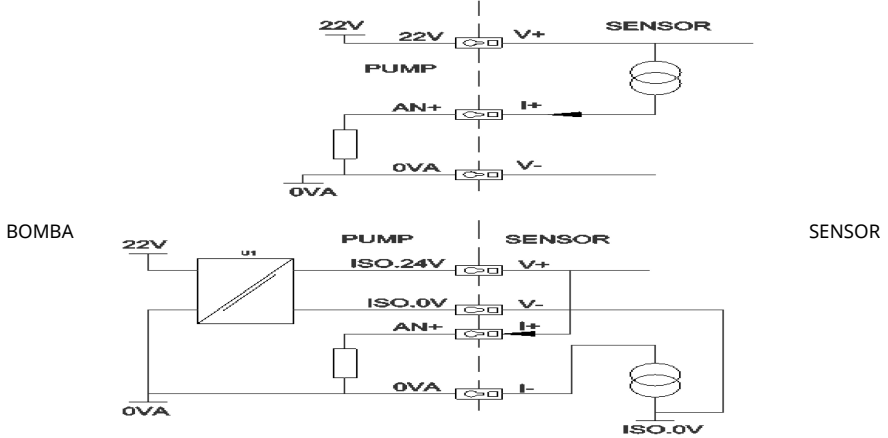 22V
22V V+ SENSOR
PUMP
AN+ I+
0VA V-
0VA
BOMBA PUMP SENSOR SENSOR
22V U1
ISO.24V V+
ISO.0V V-
AN+ I+
0VA I-
0VA
ISO.0V